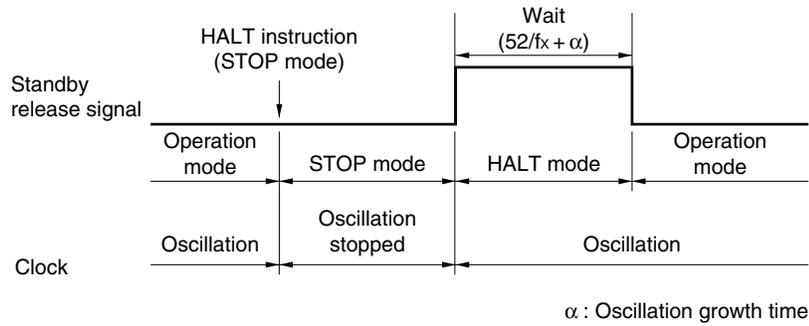 Wait
(52/fx + α)
HALT instruction
(STOP mode)
Standby
release signal
Operation
mode
STOP mode
HALT mode
Operation
mode
Oscillation
Oscillation
stopped
Oscillation
Clock
α : Oscillation growth time